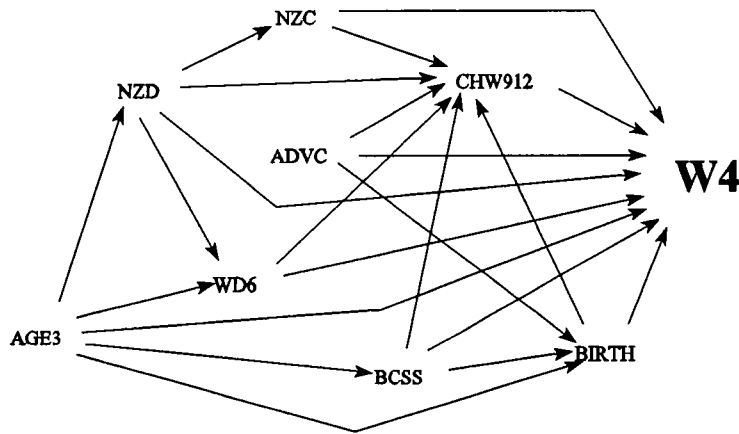 NZC
CHW912
NZD
ADVC
W4
WD6
AGE3
BCSS
BIRTH